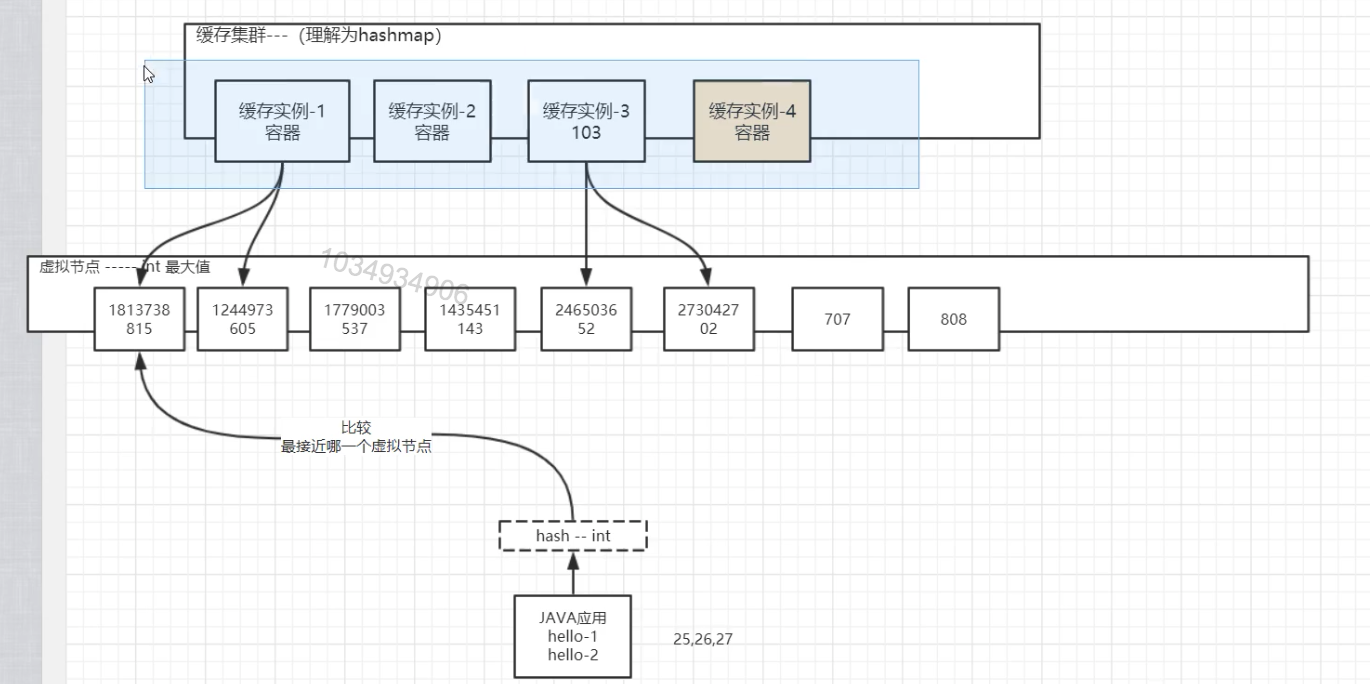 缓存集群---（理解为hashmap）
缓存实例-1
容器
缓存实例-2
容器
缓存实例-3
103
缓存实例-4
容器
虚拟节点 ----- int 最大值
1034934906
1813738
815
1244973
605
1779003
537
1435451
143
2465036
52
2730427
02
707
808
比较
最接近哪一个虚拟节点
hash -- int
JAVA应用
hello-1
hello-2
25,26,27